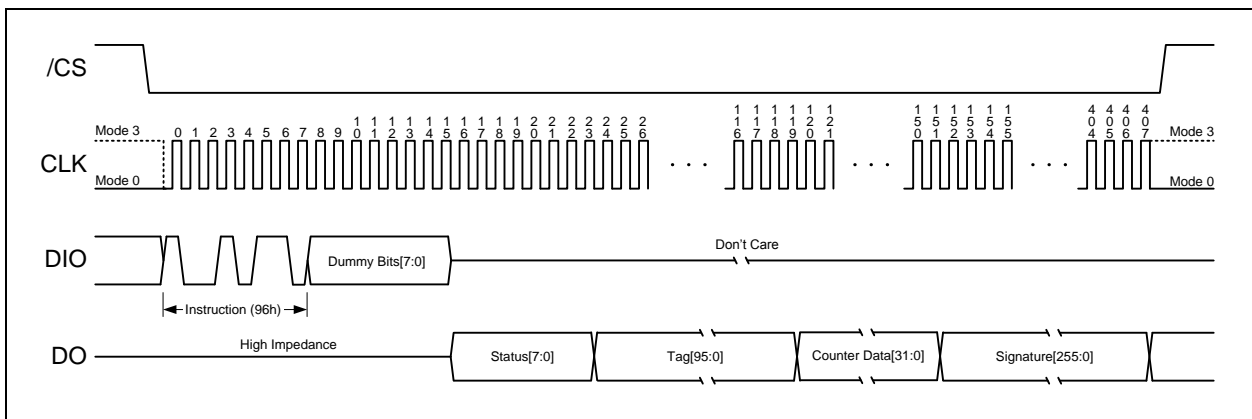 /CS
0 1 2 3 4 5 6 7 8 9 10 11 12 13 14 15 16 17 18 19 20 21 22 23 24 25 26 116 117 118 119 120 121 150 151 152 153 154 155 404 405 406 407
Mode 3 Mode 3
CLK . . . . . . . . .
Mode 0 Mode 0
Don't Care
DIO Dummy Bits[7:0]
Instruction (96h)
High Impedance
DO Status[7:0] Tag[95:0] Counter Data[31:0] Signature[255:0]